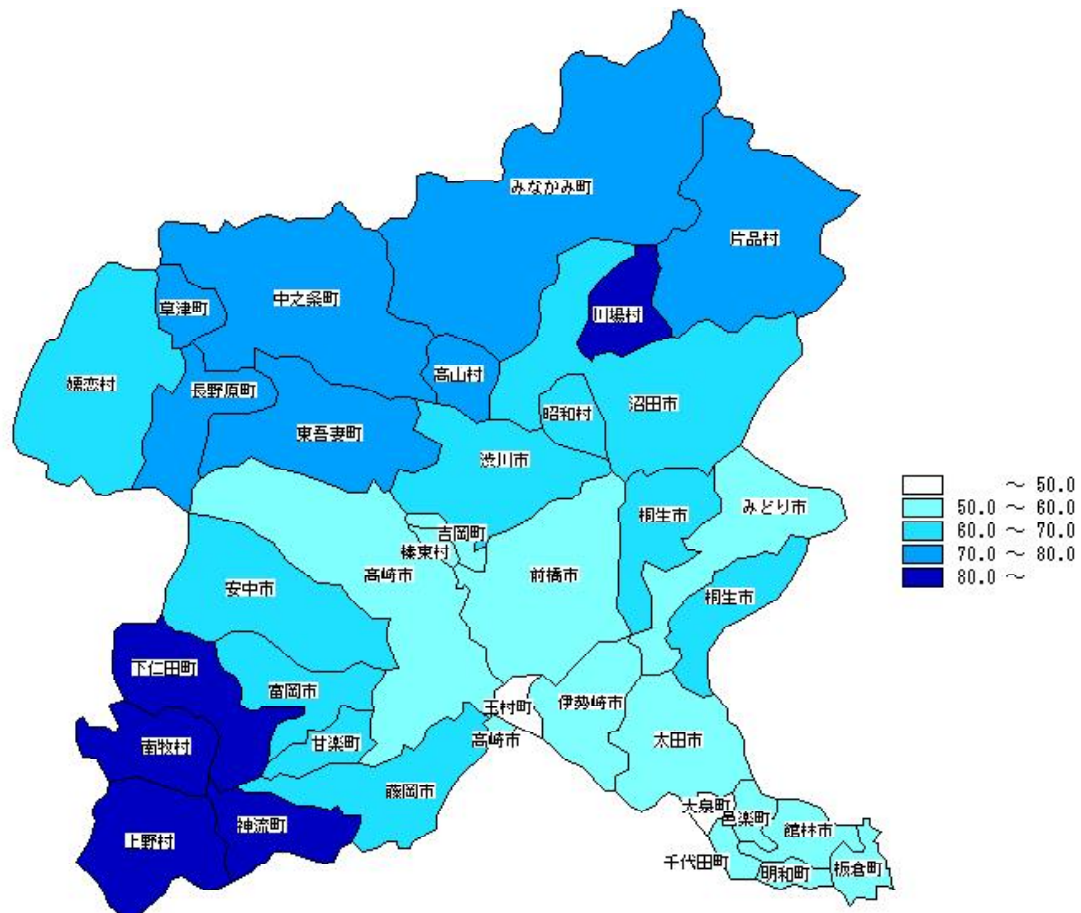 みなかみ町
片品村
草津町
中之条町
川場村
嬬恋村
長野原町
高山村
昭和村
沼田市
東吾妻町
渋川市
～ 50.0
50.0 ～ 60.0
60.0 ～ 70.0
70.0 ～ 80.0
80.0 ～
桐生市
みどり市
吉岡町
榛東村
高崎市
前橋市
安中市
桐生市
下仁田町
富岡市
玉村町
伊勢崎市
南牧村
甘楽町
高崎市
太田市
藤岡市
大泉町
邑楽町
上野村
神流町
館林市
千代田町
明和町
板倉町